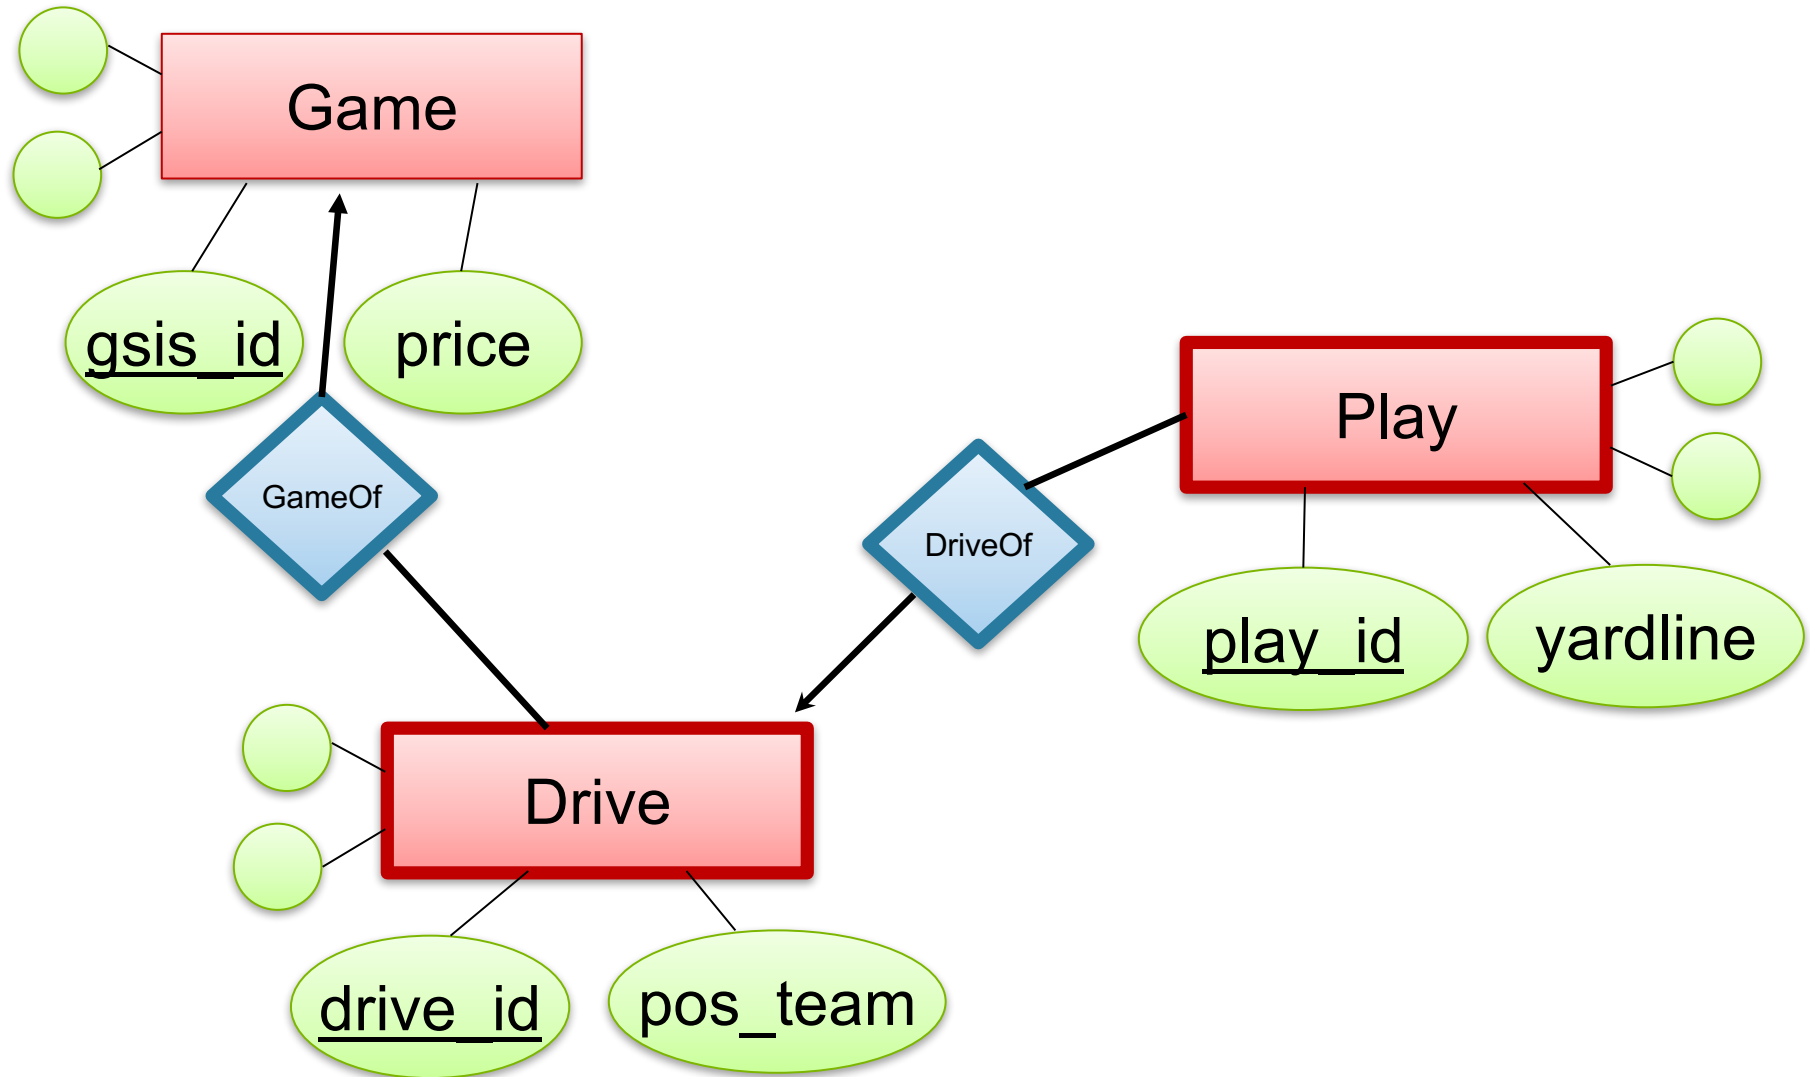 Game
gsis_id
price
GameOf
Play
DriveOf
play_id
yardline
Drive
drive_id
pos_team